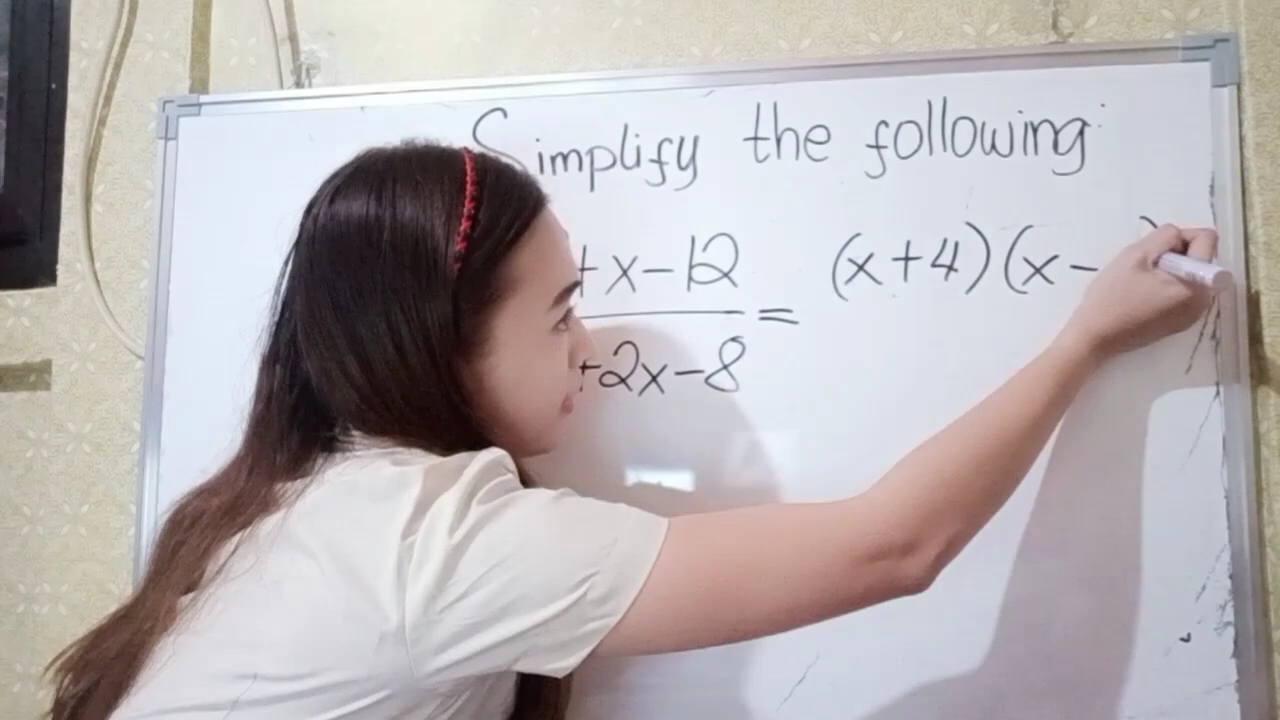 Simplify the following
+x-12 = (x+4)(x-
+2x-8